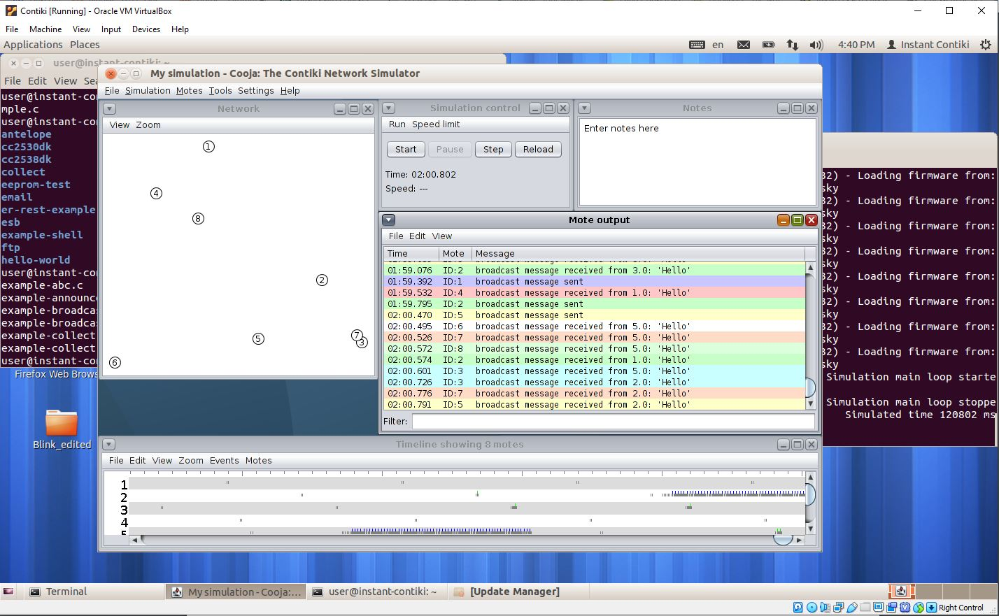 Contiki [Running] - Oracle VM VirtualBox
File Machine View Input Devices Help
Applications Places
en
4:40 PM
Instant Contiki
user@instant-contiki: ~
File Edit View Sea
user@instant-co
mple.c
user@instant-co
antelope
cc2530dk
cc2538dk
collect
eeprom-test
email
er-rest-example
esb
example-shell
ftp
hello-world
user@instant-co
example-abc.c
example-announc
example-broadca
example-broadca
example-collect
example-collect
user@instant-co
My simulation - Cooja: The Contiki Network Simulator
File Simulation Motes Tools Settings Help
Network
View Zoom
1
4
8
2
5
7
3
6
Simulation control
Run Speed limit
Start Pause Step Reload
Time: 02:00.802
Speed: ---
Notes
Enter notes here
Mote output
File Edit View
Time Mote Message
01:59.076 ID:2 broadcast message received from 3.0: 'Hello'
01:59.392 ID:1 broadcast message sent
01:59.532 ID:4 broadcast message received from 1.0: 'Hello'
01:59.795 ID:2 broadcast message sent
02:00.470 ID:5 broadcast message sent
02:00.495 ID:6 broadcast message received from 5.0: 'Hello'
02:00.526 ID:7 broadcast message received from 5.0: 'Hello'
02:00.572 ID:8 broadcast message received from 5.0: 'Hello'
02:00.574 ID:2 broadcast message received from 1.0: 'Hello'
02:00.601 ID:3 broadcast message received from 5.0: 'Hello'
02:00.726 ID:3 broadcast message received from 2.0: 'Hello'
02:00.776 ID:7 broadcast message received from 2.0: 'Hello'
02:00.791 ID:5 broadcast message received from 2.0: 'Hello'
Filter:
32) - Loading firmware from:
sky
32) - Loading firmware from:
sky
32) - Loading firmware from:
sky
32) - Loading firmware from:
sky
32) - Loading firmware from:
sky
32) - Loading firmware from:
sky
32) - Loading firmware from:
sky
32) - Loading firmware from:
sky
Simulation main loop starte
Simulation main loop stoppe
Simulated time 120802 ms
Firefox Web Brows
Blink_edited
Timeline showing 8 motes
File Edit View Zoom Events Motes
1
2
3
4
5
Terminal
My simulation - Cooja:...
user@instant-contiki: ~
[Update Manager]
Right Control